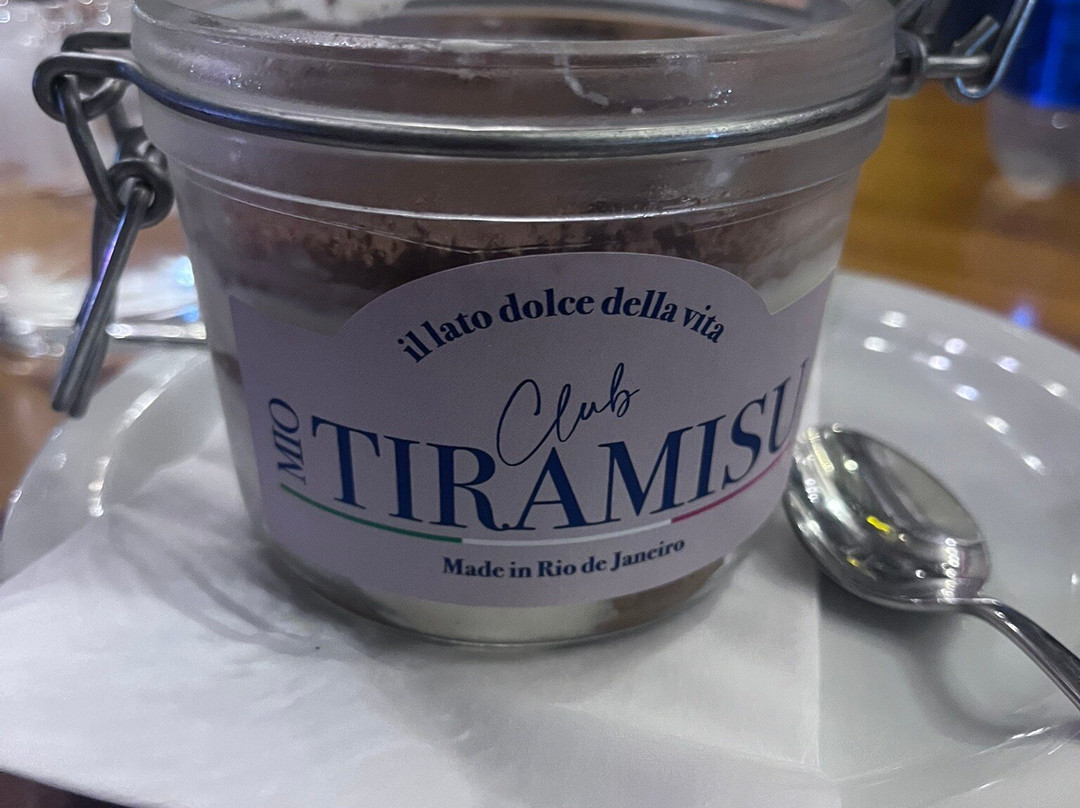 il lato dolce della vita
Club
MIO
TIRAMISU
Made in Rio de Janeiro